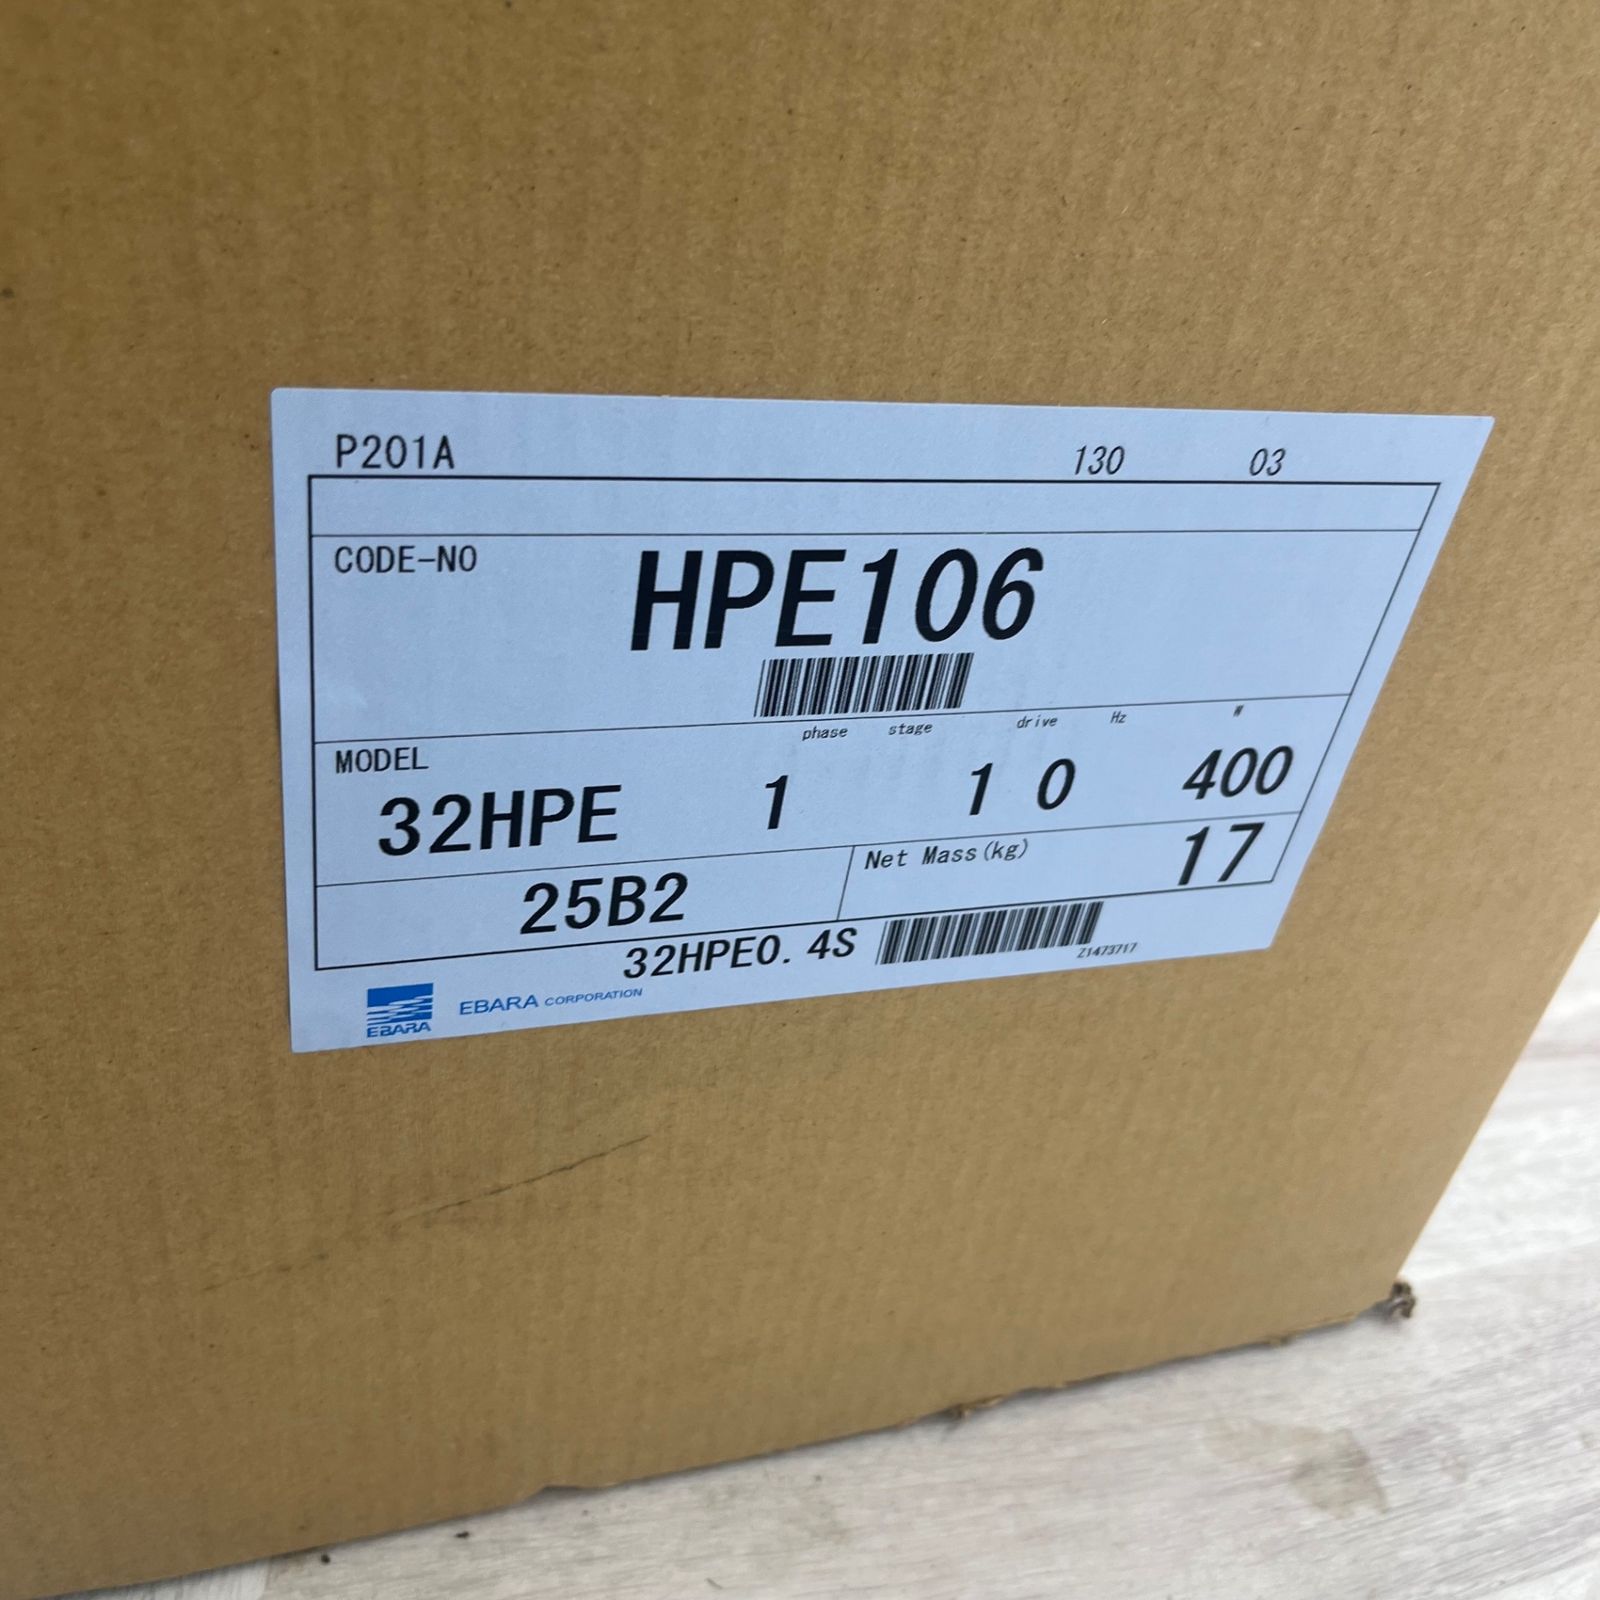 P201A 130 03
CODE-NO HPE106
phase stage drive Hz W
MODEL
32HPE 1 1 0 400
25B2 Net Mass(kg) 17
32HPE0.4S Z1473717
EBARA EBARA CORPORATION